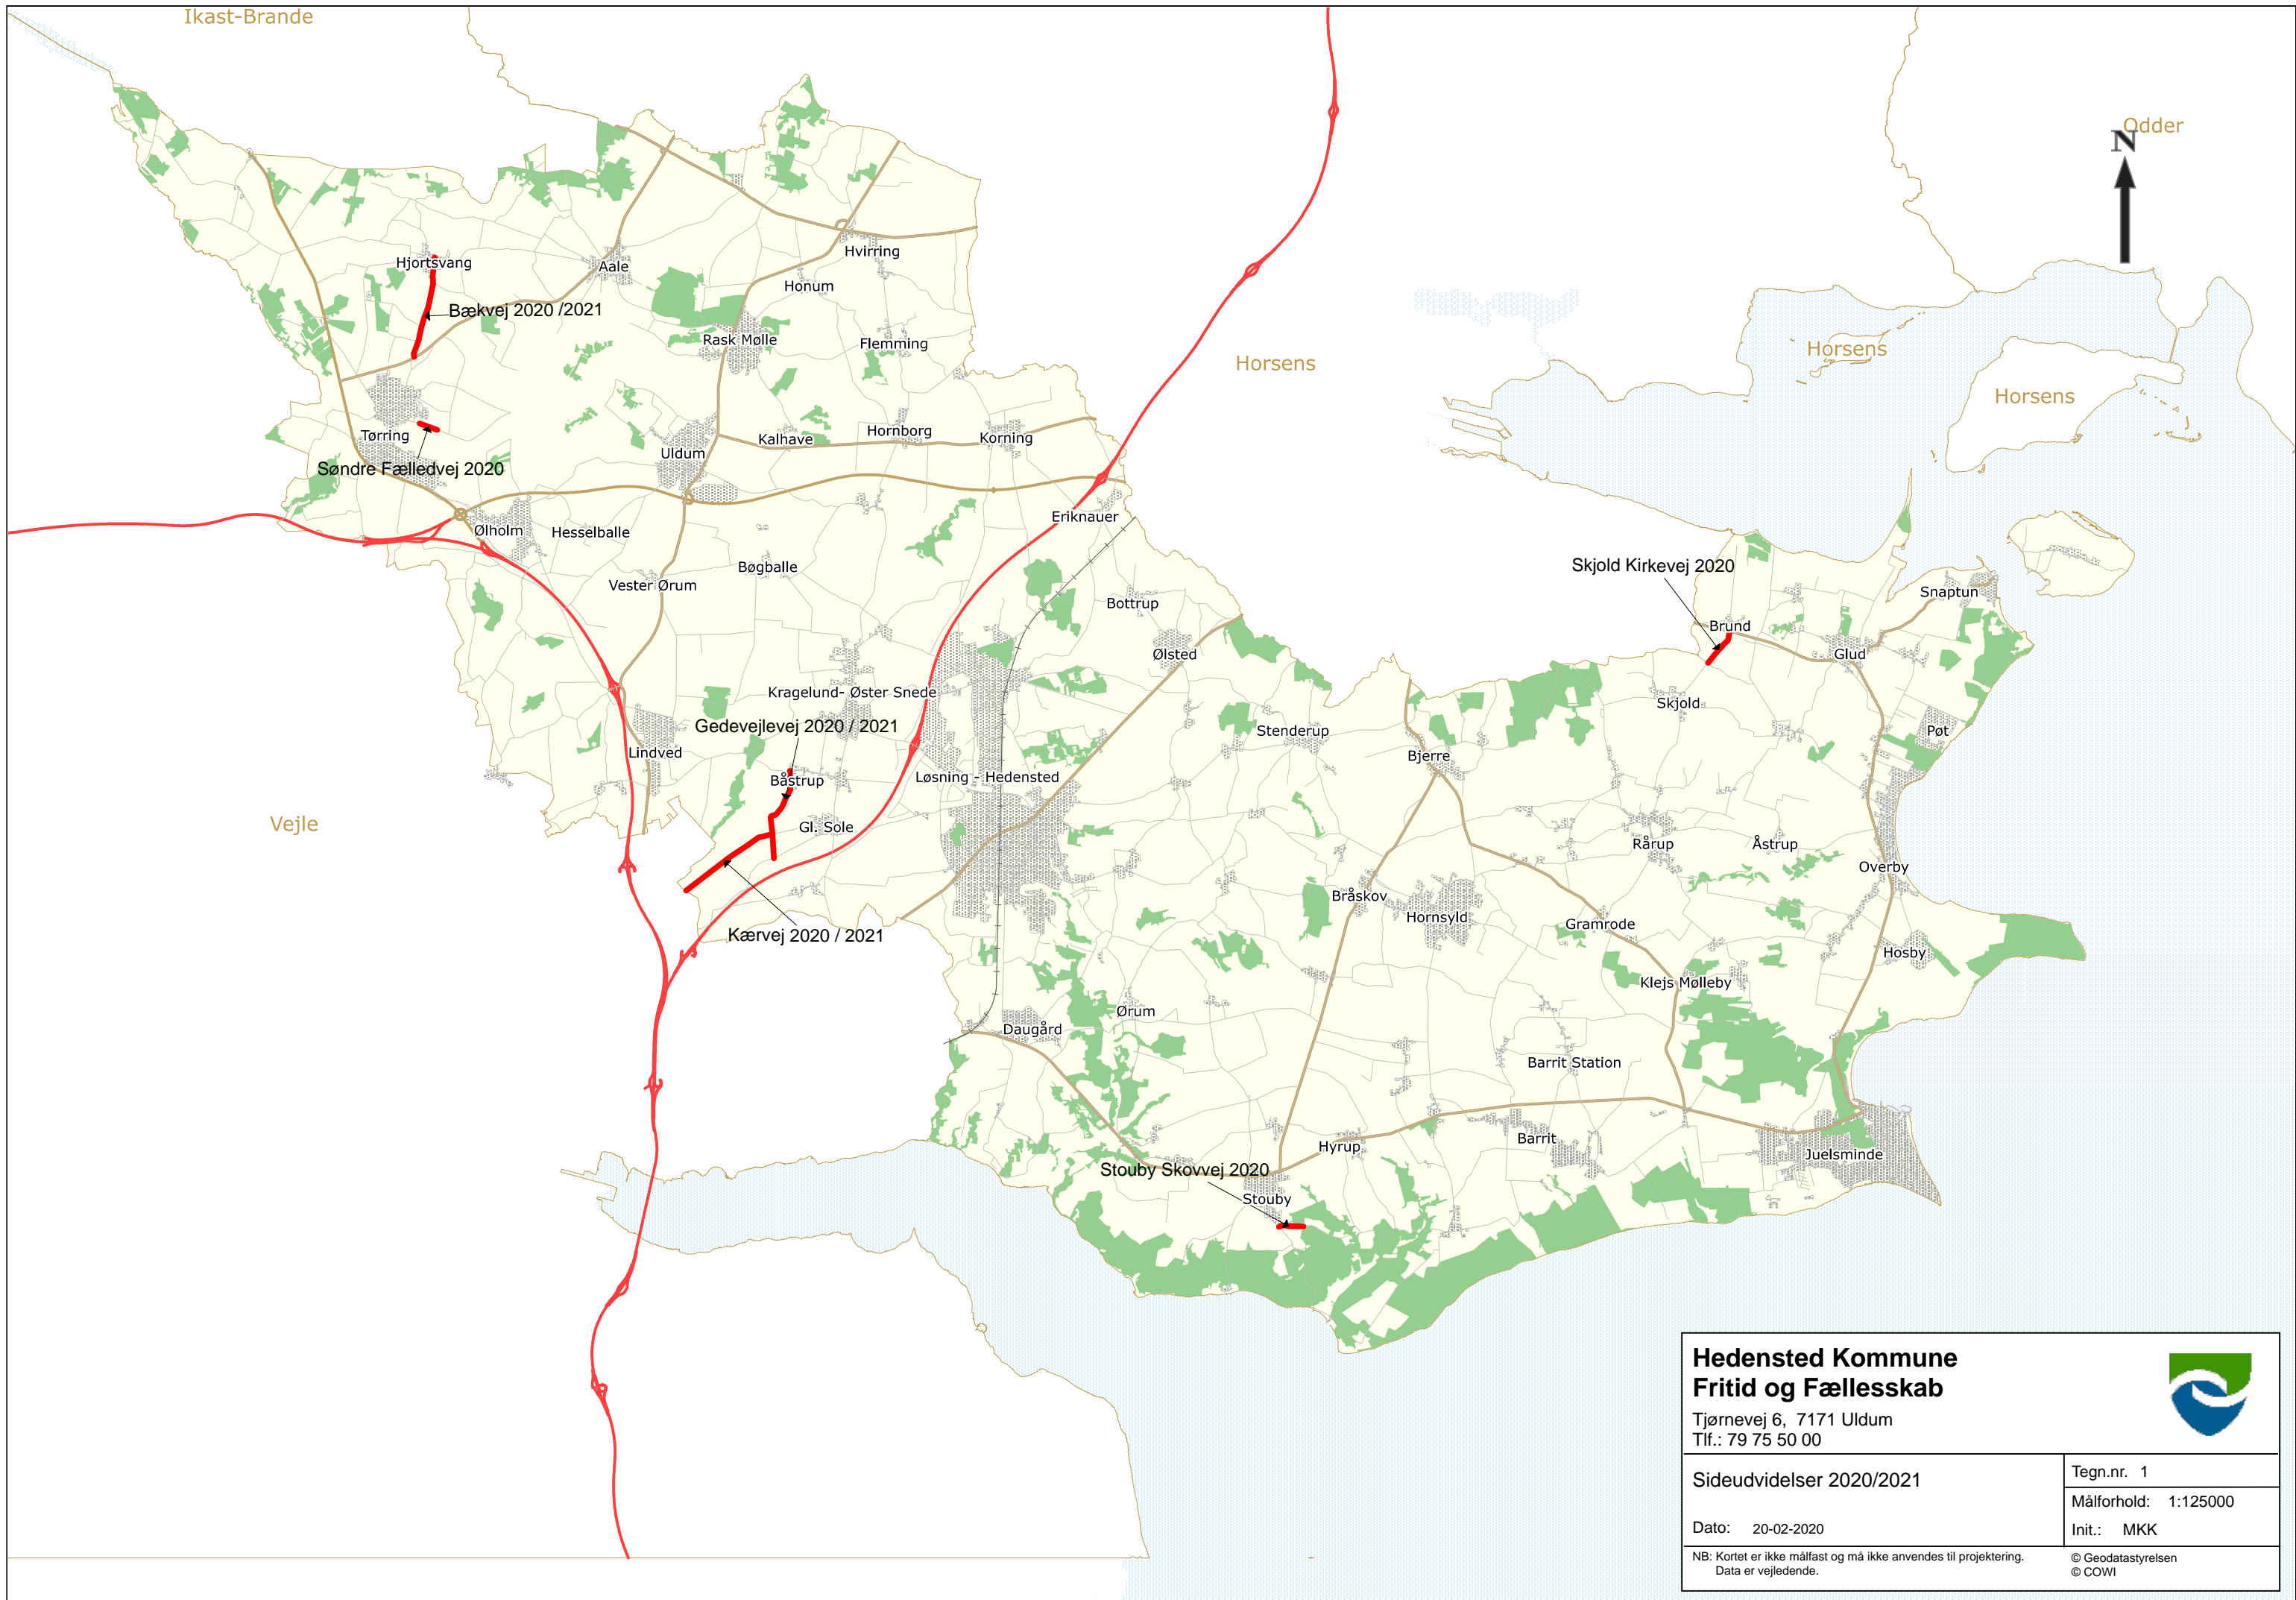 Ikast-Brande
Odder
N
Hvirring
Hjortsvang
Aale
Honum
Bækvej 2020 /2021
Rask Mølle
Flemming
Horsens
Horsens
Horsens
Tørring
Kalhave
Hornborg
Korning
Uldum
Søndre Fælledvej 2020
Eriknauer
Ølholm
Hesselballe
Bøgballe
Skjold Kirkevej 2020
Vester Ørum
Snaptun
Bottrup
Brund
Ølsted
Glud
Kragelund- Øster Snede
Skjold
Gedevejlevej 2020 / 2021
Stenderup
Pøt
Lindved
Bjerre
Båstrup
Løsning - Hedensted
Vejle
Gl. Sole
Rårup
Åstrup
Overby
Bråskov
Hornsyld
Gramrode
Kærvej 2020 / 2021
Hosby
Klejs Mølleby
Ørum
Daugård
Barrit Station
Barrit
Hyrup
Juelsminde
Stouby Skovvej 2020
Stouby
Hedensted Kommune
Fritid og Fællesskab
Tjørnevej 6, 7171 Uldum
Tlf.: 79 75 50 00
Sideudvidelser 2020/2021
Tegn.nr. 1
Målforhold: 1:125000
Dato: 20-02-2020
Init.: MKK
NB: Kortet er ikke målfast og må ikke anvendes til projektering.
Data er vejledende.
© Geodatastyrelsen
© COWI